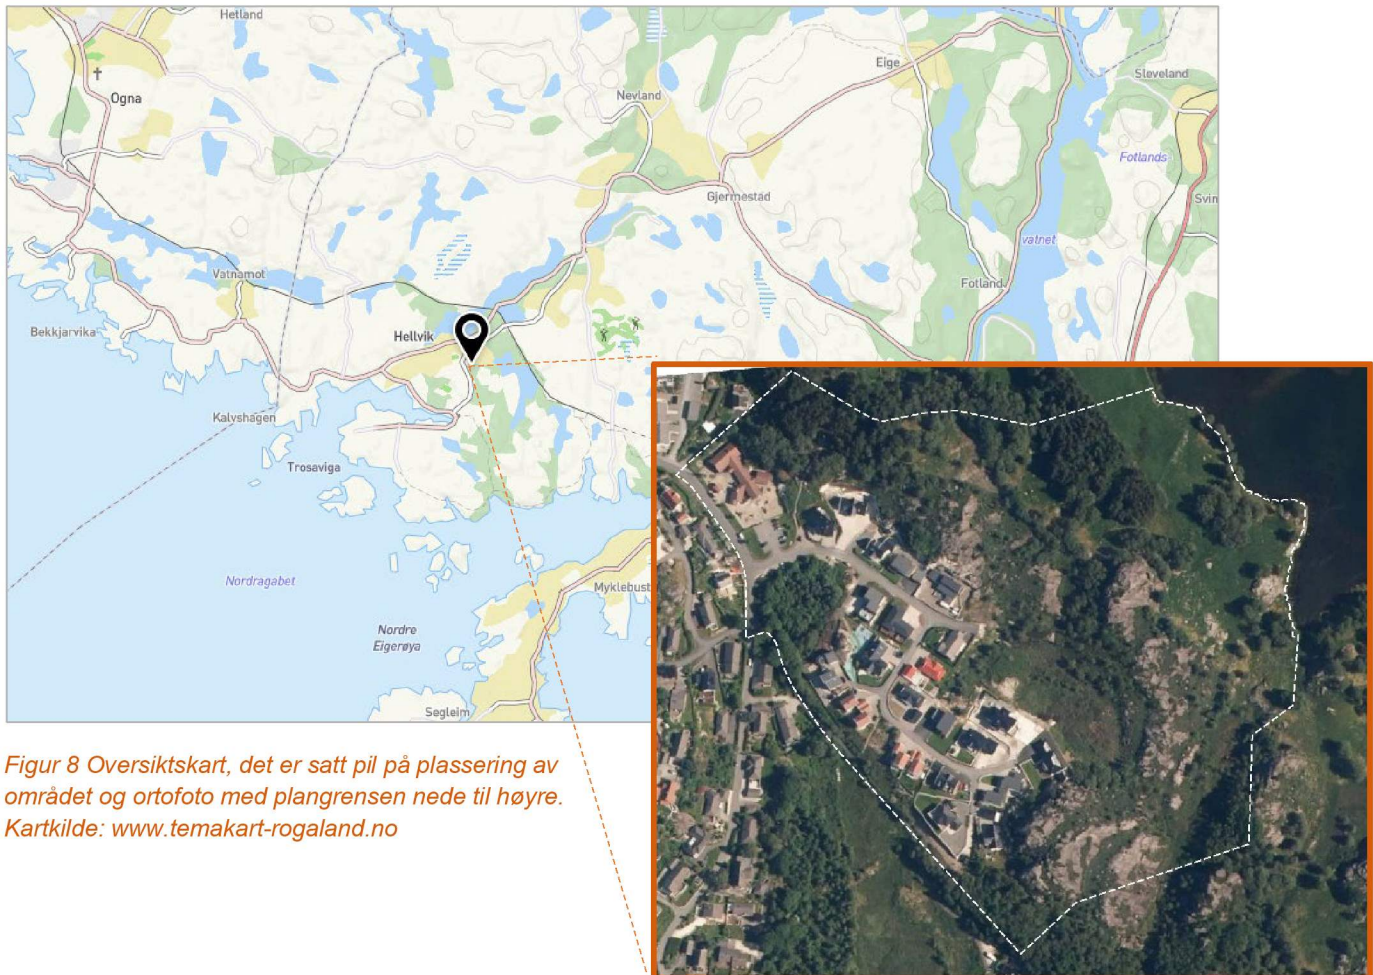 Hetland
Ogna
Eige
Sløveland
Nevland
Fotlands
Gjermestad
Svin
vatnet
Vatnamot
Fotland
Bekkjarvika
Hellvik
Kalvshagen
Trosaviga
Nordragabet
Myklebust
Nordre
Eigerøya
Segleim
Figur 8 Oversiktskart, det er satt pil på plassering av
området og ortofoto med plangrensen nede til høyre.
Kartkilde: www.temakart-rogaland.no